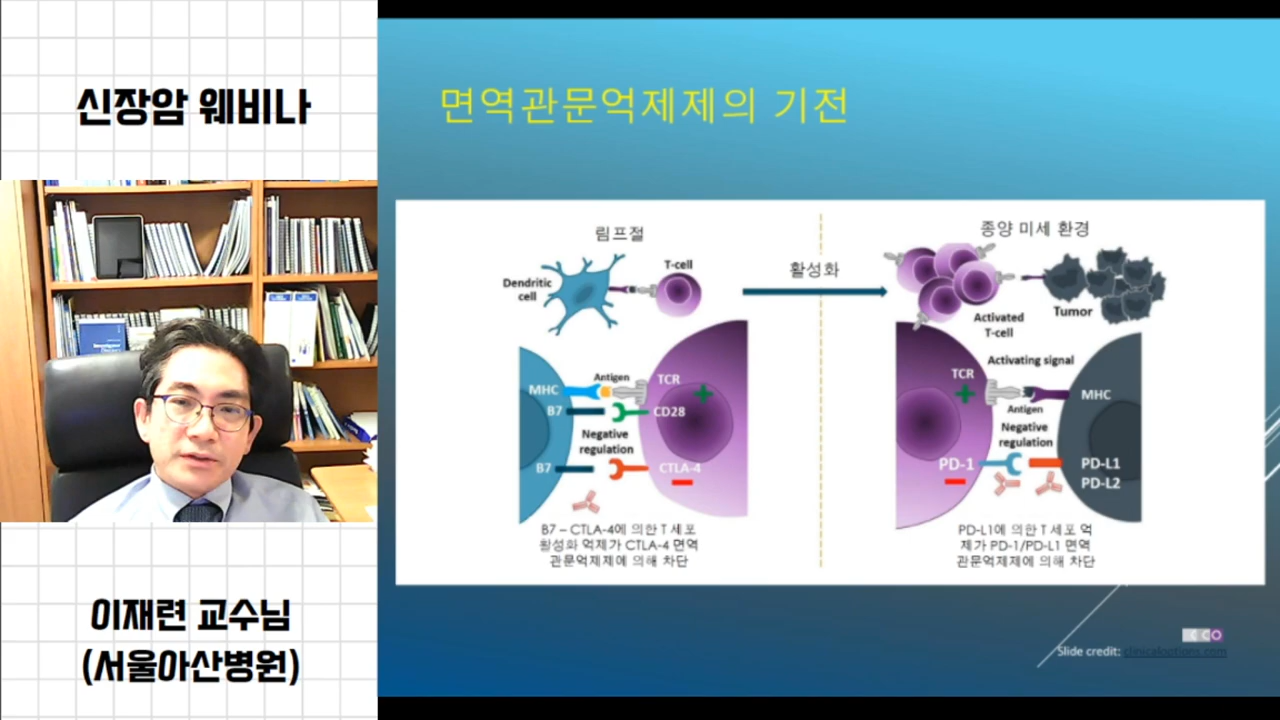 신장암 웨비나
이재련 교수님
(서울아산병원)
면역관문억제제의 기전
림프절
Dendritic
cell
T-cell
활성화
종양 미세 환경
Activated
T-cell
Tumor
MHC
Antigen
TCR
B7
CD28
Negative
regulation
B7
CTLA-4
B7 – CTLA-4에 의한 T 세포
활성화 억제가 CTLA-4 면역
관문억제제에 의해 차단
Activating signal
TCR
MHC
Antigen
Negative
regulation
PD-1
PD-L1
PD-L2
PD-L1에 의한 T 세포 억
제가 PD-1/PD-L1 면역
관문억제제에 의해 차단
CCO
Slide credit: clinicaloptions.com